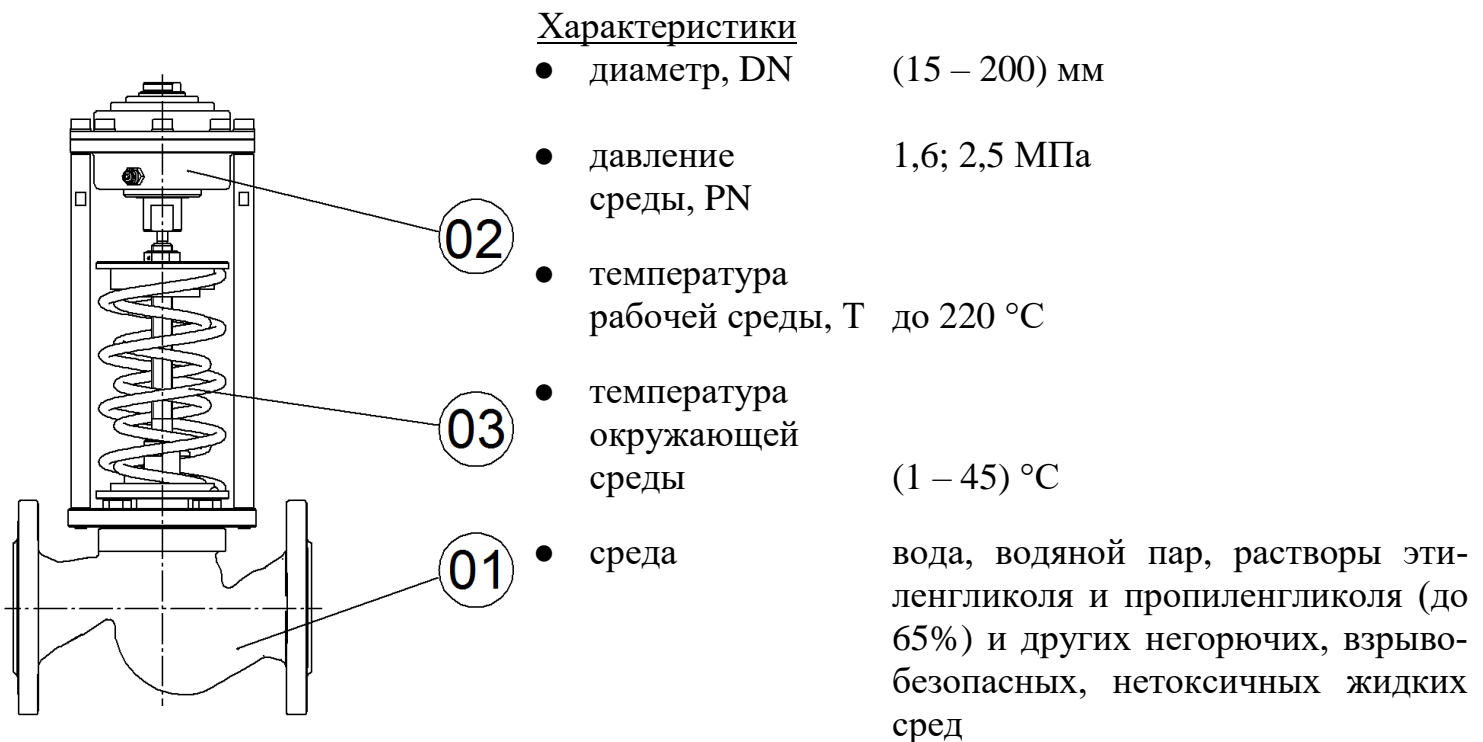 Характеристики
● диаметр, DN (15 – 200) мм
● давление 1,6; 2,5 МПа
среды, PN
02
● температура
рабочей среды, T до 220 °С
● температура
03
окружающей
среды (1 – 45) °С
01
● среда вода, водяной пар, растворы эти-
ленгликоля и пропиленгликоля (до
65%) и других негорючих, взрыво-
безопасных, нетоксичных жидких
сред